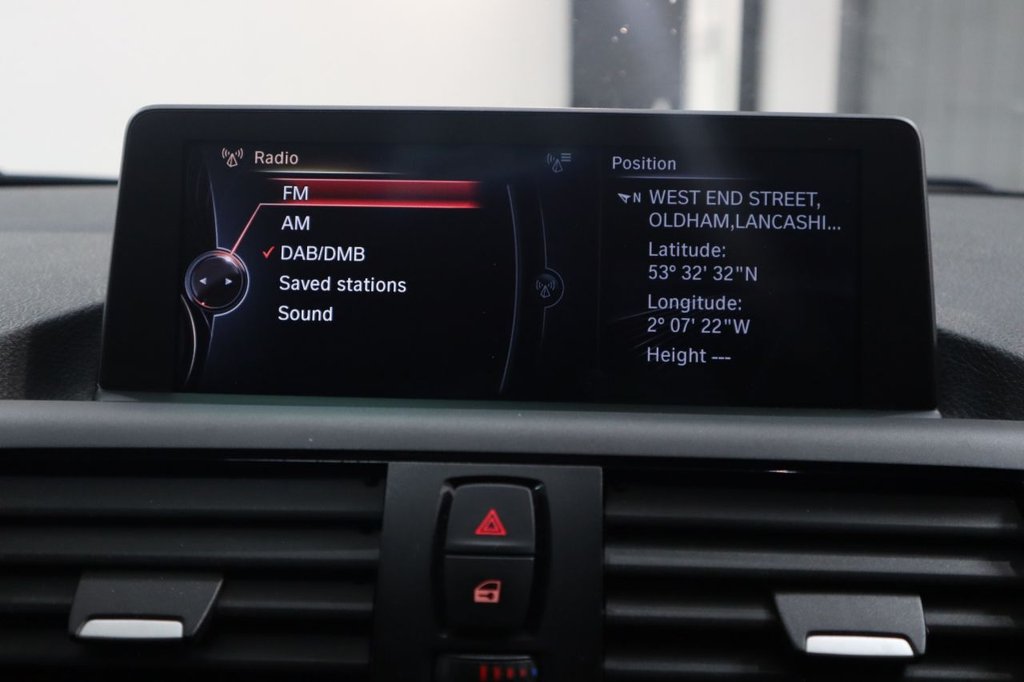 Radio
FM
AM
DAB/DMB
Saved stations
Sound
Position
N WEST END STREET,
OLDHAM,LANCASHI...
Latitude:
53° 32' 32"N
Longitude:
2° 07' 22"W
Height ---